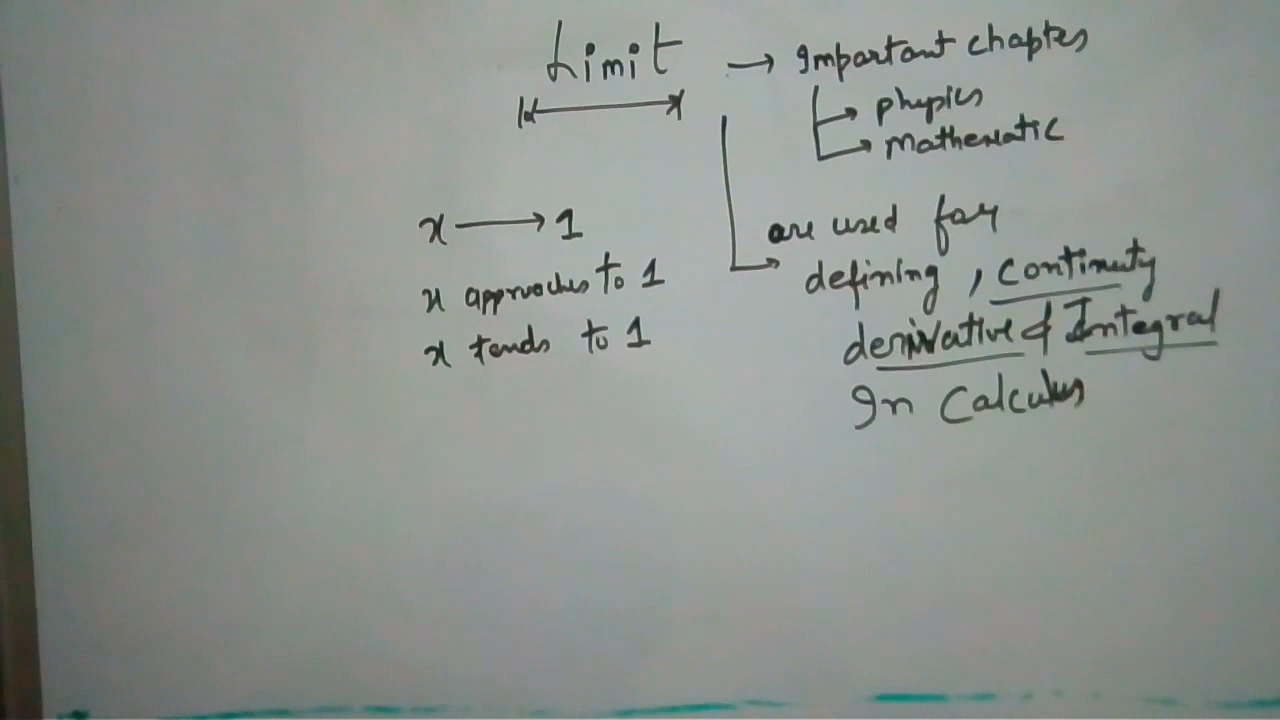 Limit → Important chapter
physics
mathematic
x → 1
x approaches to 1
x tends to 1
are used for
defining, continuty
derivative & Integral
In Calculus